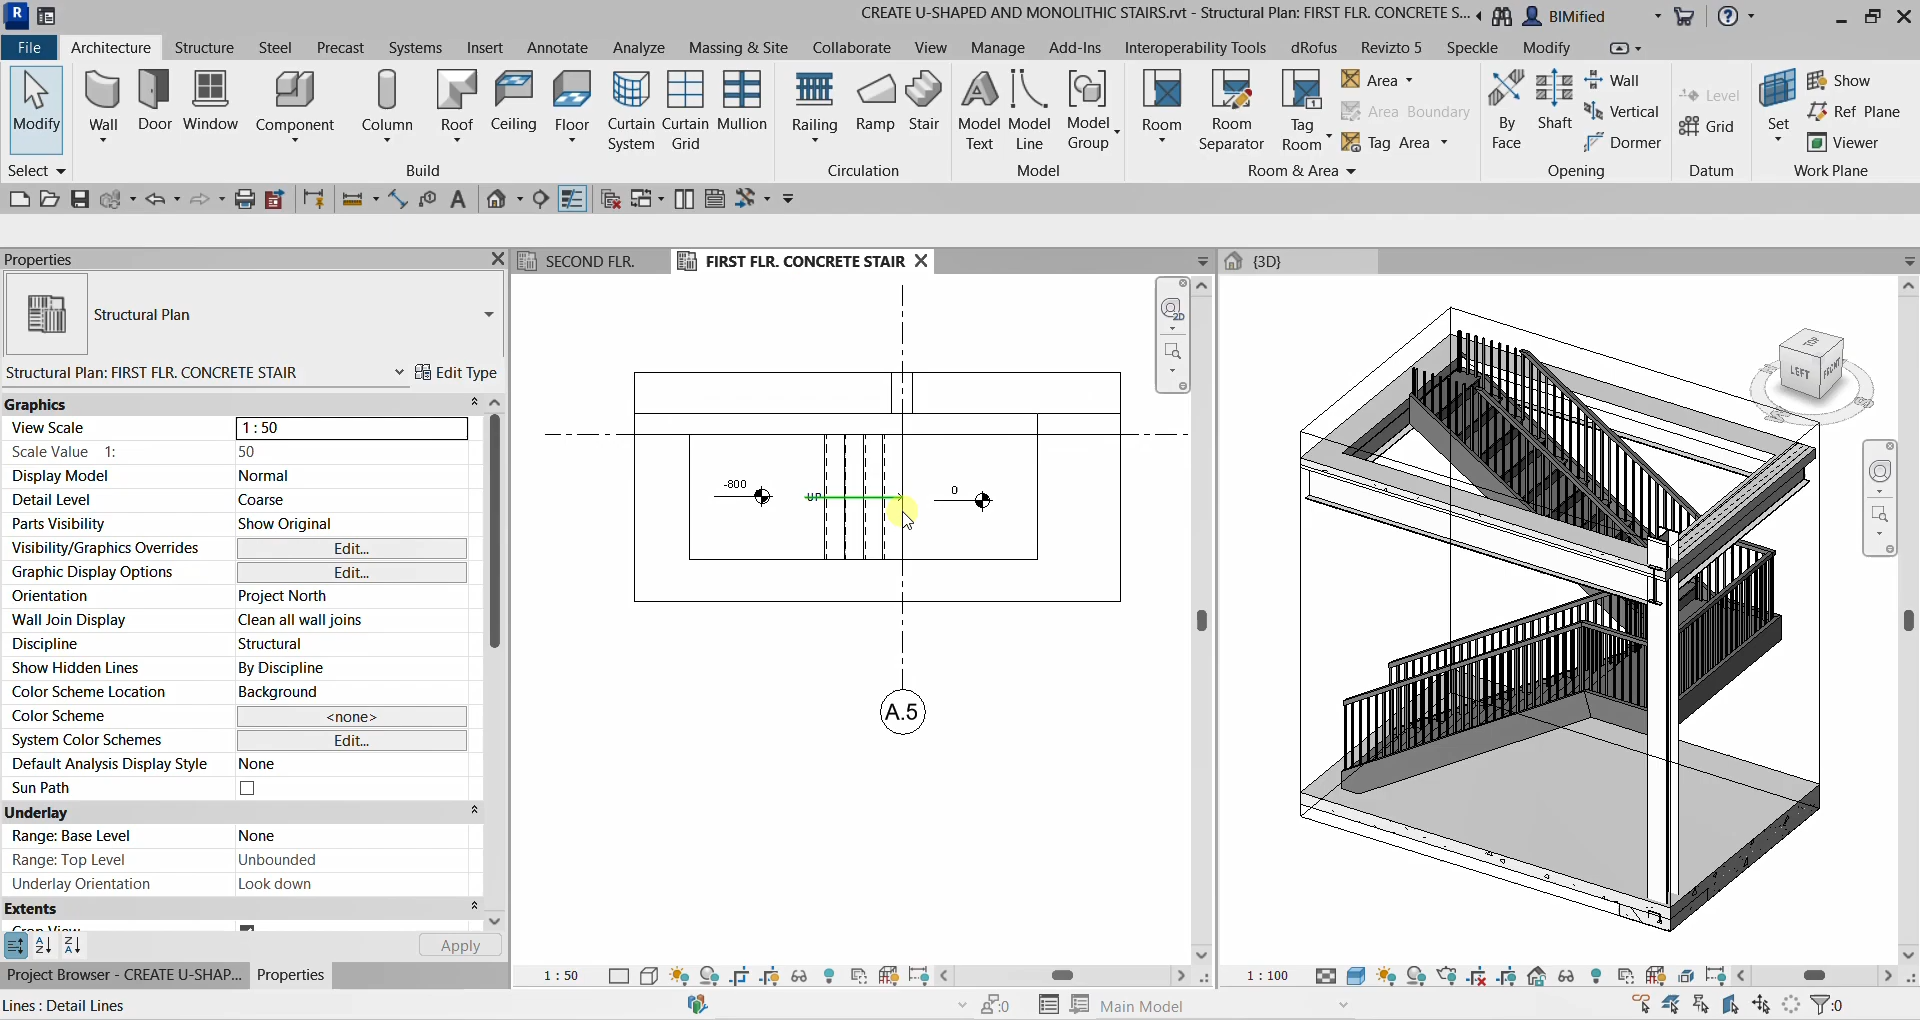 CREATE U-SHAPED AND MONOLITHIC STAIRS.rvt - Structural Plan: FIRST FLR. CONCRETE S...
BIMified
File Architecture Structure Steel Precast Systems Insert Annotate Analyze Massing & Site Collaborate View Manage Add-Ins Interoperability Tools dRofus Revizto 5 Speckle Modify
Modify Wall Door Window Component Column Roof Ceiling Floor Curtain System Curtain Grid Mullion Railing Ramp Stair Model Text Model Line Model Group Room Room Separator Tag Room Area Area Boundary Tag Area By Face Shaft Wall Vertical Dormer Level Grid Set Show Ref Plane Viewer
Select Build Circulation Model Room & Area Opening Datum Work Plane
Properties
SECOND FLR.
FIRST FLR. CONCRETE STAIR
{3D}
Structural Plan
Structural Plan: FIRST FLR. CONCRETE STAIR
Edit Type
Graphics
View Scale 1 : 50
Scale Value 1: 50
Display Model Normal
Detail Level Coarse
Parts Visibility Show Original
Visibility/Graphics Overrides Edit...
Graphic Display Options Edit...
Orientation Project North
Wall Join Display Clean all wall joins
Discipline Structural
Show Hidden Lines By Discipline
Color Scheme Location Background
Color Scheme <none>
System Color Schemes Edit...
Default Analysis Display Style None
Sun Path
Underlay
Range: Base Level None
Range: Top Level Unbounded
Underlay Orientation Look down
Extents
Apply
Project Browser - CREATE U-SHAP...
Properties
-800
UP
0
A.5
2D
TOP
LEFT
FRONT
1 : 50
1 : 100
Lines : Detail Lines
:0
Main Model
:0